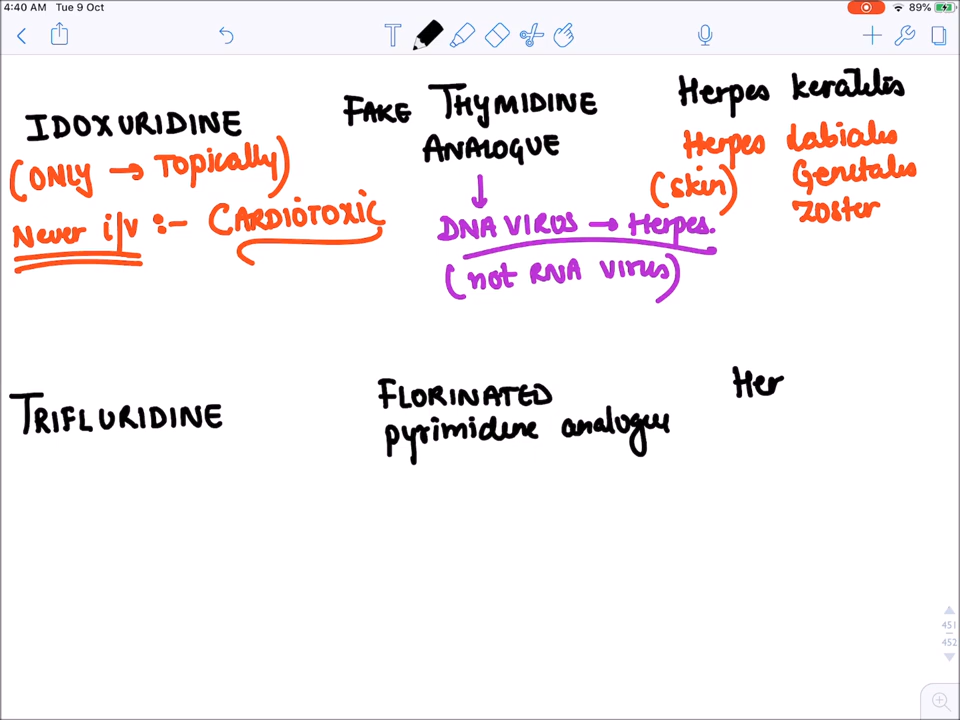 4:40 AM Tue 9 Oct 89%
T
IDOXURIDINE
(ONLY → Topically)
Never i/v :- CARDIOTOXIC
FAKE THYMIDINE
ANALOGUE
↓
DNA VIRUS → Herpes.
(not RNA virus)
Herpes keratitis
Herpes Labialis
(skin) Genitalis
Zoster
TRIFLURIDINE
FLORINATED
pyrimidine analogue
Her
451
452